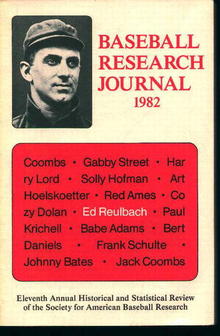 BASEBALL
RESEARCH
JOURNAL
1982
Coombs • Gabby Street • Har
ry Lord • Solly Hofman • Art
Hoelskoetter • Red Ames • Co
zy Dolan • Ed Reulbach • Paul
Krichell • Babe Adams • Bert
Daniels • Frank Schulte •
Johnny Bates • Jack Coombs
Eleventh Annual Historical and Statistical Review
of the Society for American Baseball Research